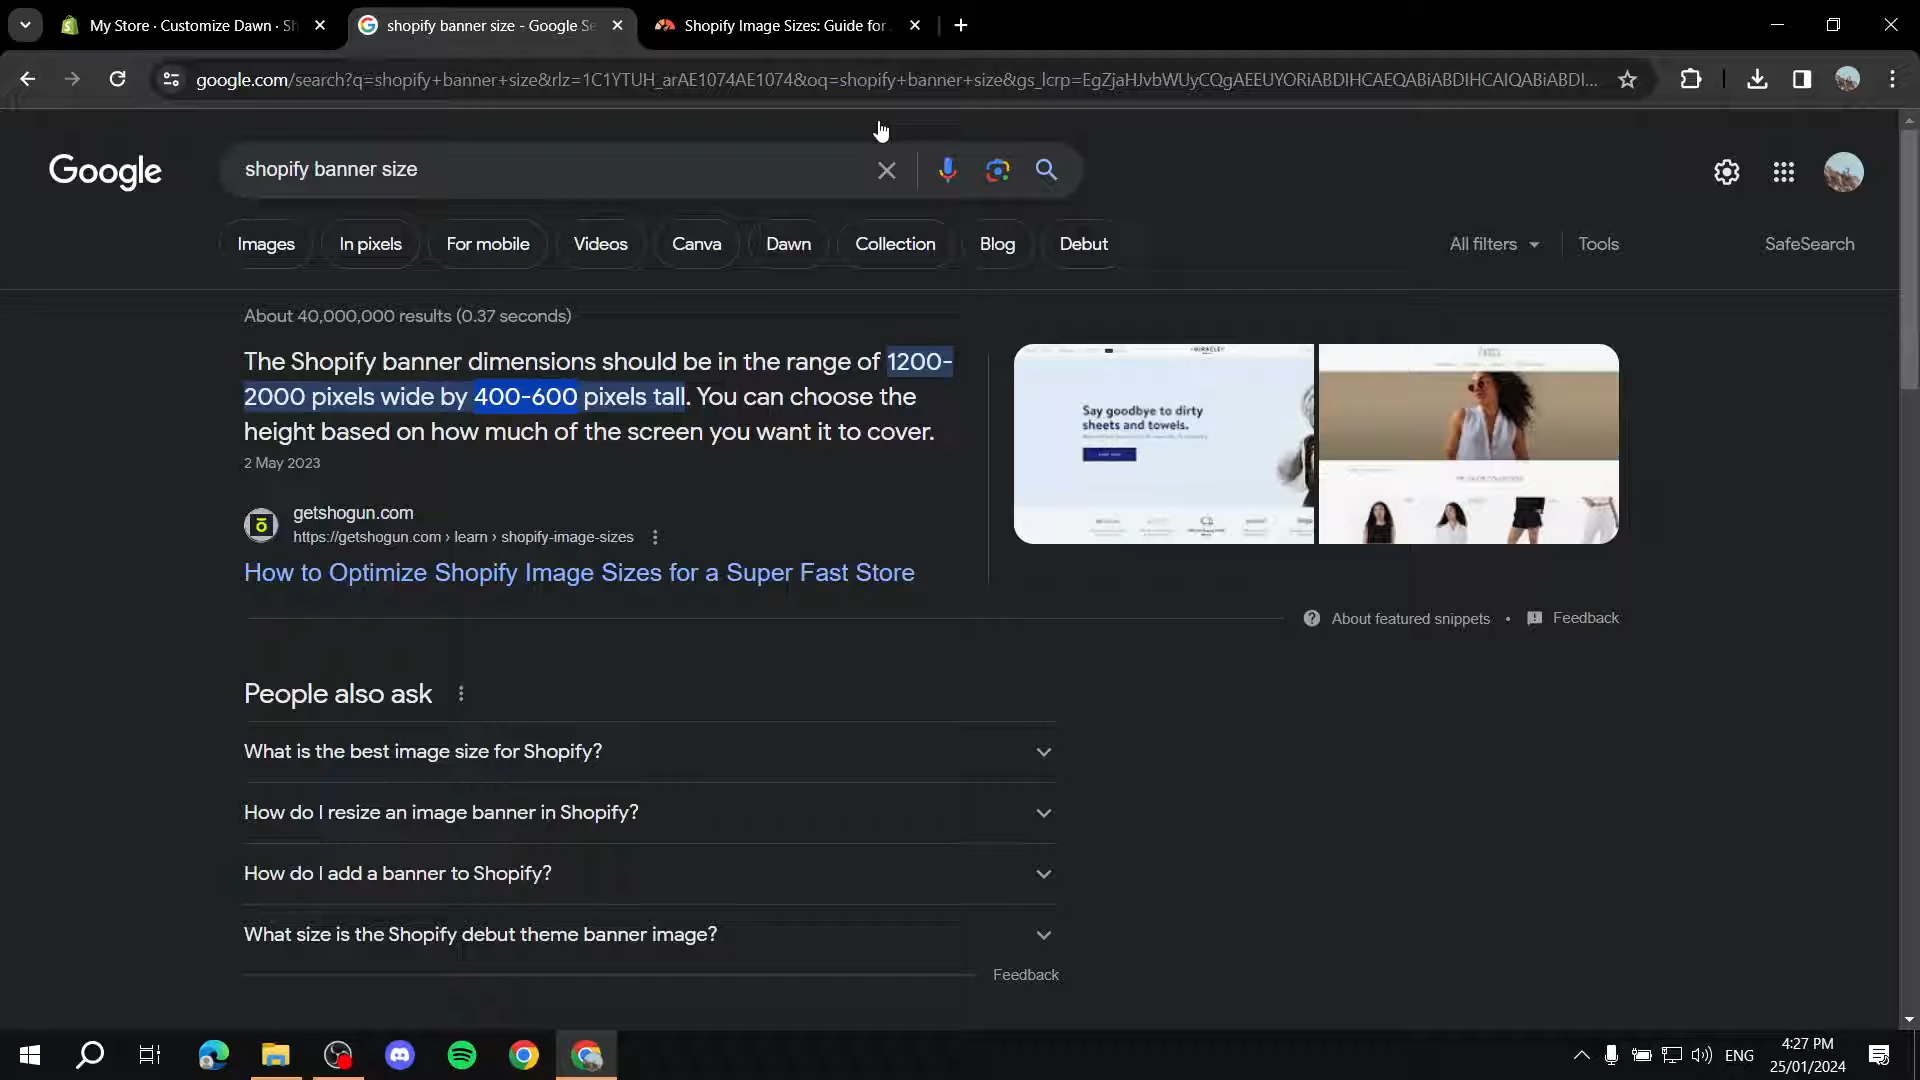 My Store · Customize Dawn · Sh
shopify banner size - Google Se
Shopify Image Sizes: Guide for
google.com/search?q=shopify+banner+size&rlz=1C1YTUH_arAE1074AE1074&oq=shopify+banner+size&gs_lcrp=EgZjaHJvbWUyCQgAEEUYORiABDIHCAEQABiABDIHCAIQABiABDI...
Google
shopify banner size
Images
In pixels
For mobile
Videos
Canva
Dawn
Collection
Blog
Debut
All filters
Tools
SafeSearch
About 40,000,000 results (0.37 seconds)
The Shopify banner dimensions should be in the range of 1200-
2000 pixels wide by 400-600 pixels tall. You can choose the
height based on how much of the screen you want it to cover.
2 May 2023
Say goodbye to dirty
sheets and towels.
getshogun.com
https://getshogun.com › learn › shopify-image-sizes
How to Optimize Shopify Image Sizes for a Super Fast Store
About featured snippets • Feedback
People also ask
What is the best image size for Shopify?
How do I resize an image banner in Shopify?
How do I add a banner to Shopify?
What size is the Shopify debut theme banner image?
Feedback
ENG
4:27 PM
25/01/2024